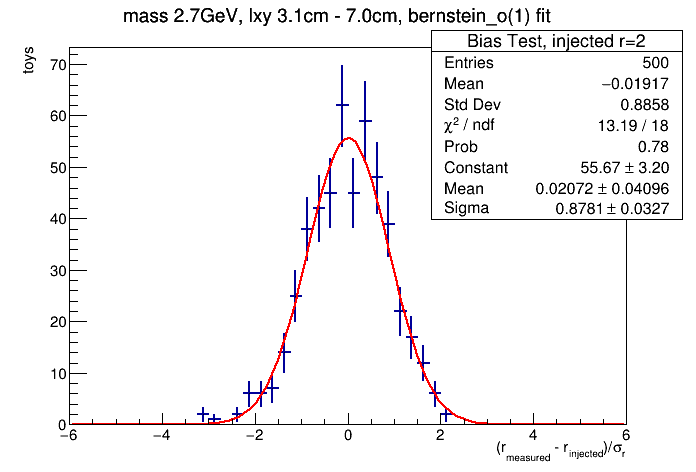 mass 2.7GeV, lxy 3.1cm - 7.0cm, bernstein_o(1) fit
Bias Test, injected r=2
Entries 500
Mean −0.01917
Std Dev 0.8858
χ² / ndf 13.19 / 18
Prob 0.78
Constant 55.67 ± 3.20
Mean 0.02072 ± 0.04096
Sigma 0.8781 ± 0.0327
toys
70
60
50
40
30
20
10
0
−6 −4 −2 0 2 4 6
(r_measured - r_injected)/σ_r